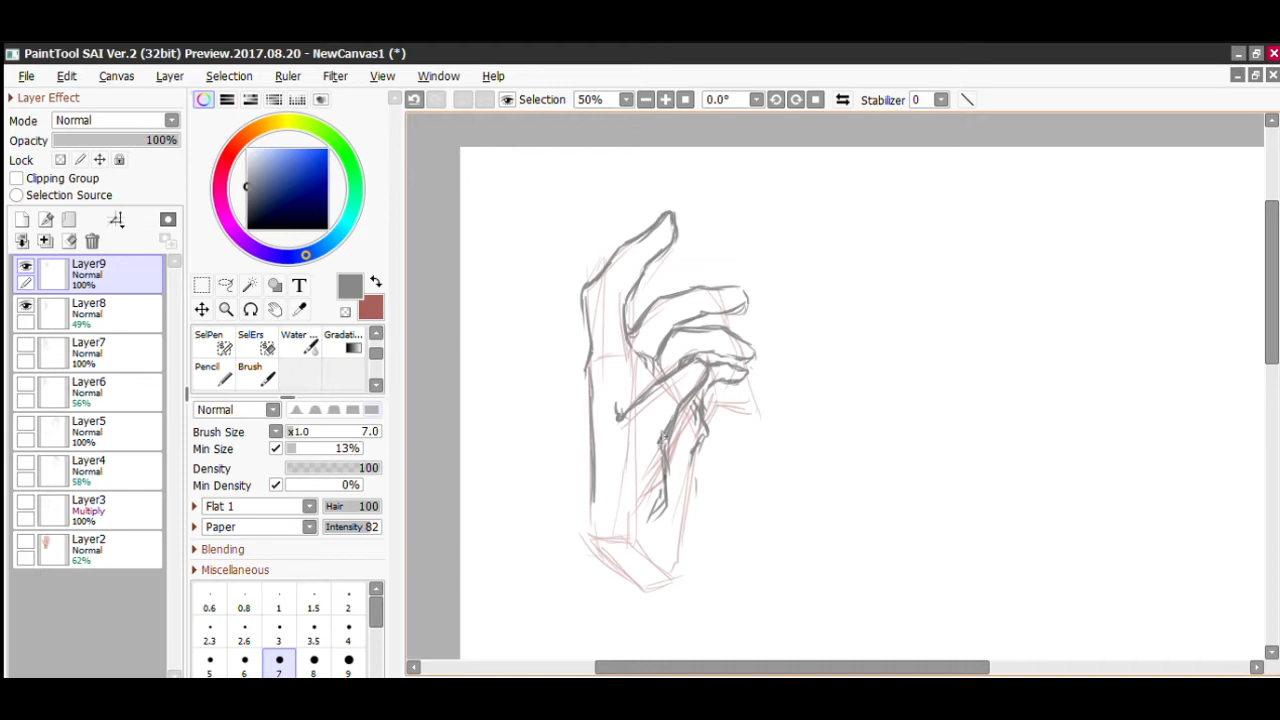 PaintTool SAI Ver.2 (32bit) Preview.2017.08.20 - NewCanvas1 (*)
File Edit Canvas Layer Selection Ruler Filter View Window Help
Layer Effect
Selection 50% 0.0° Stabilizer 0
Mode Normal
Opacity 100%
Lock
Clipping Group
Selection Source
Layer9
Normal
100%
Layer8
Normal
49%
Layer7
Normal
100%
Layer6
Normal
56%
Layer5
Normal
100%
Layer4
Normal
58%
Layer3
Multiply
100%
Layer2
Normal
62%
T
SelPen SelErs Water ... Gradati...
Pencil Brush
Normal
Brush Size x1.0 7.0
Min Size 13%
Density 100
Min Density 0%
Flat 1 Hair 100
Paper Intensity 82
Blending
Miscellaneous
0.6 0.8 1 1.5 2
2.3 2.6 3 3.5 4
5 6 7 8 9